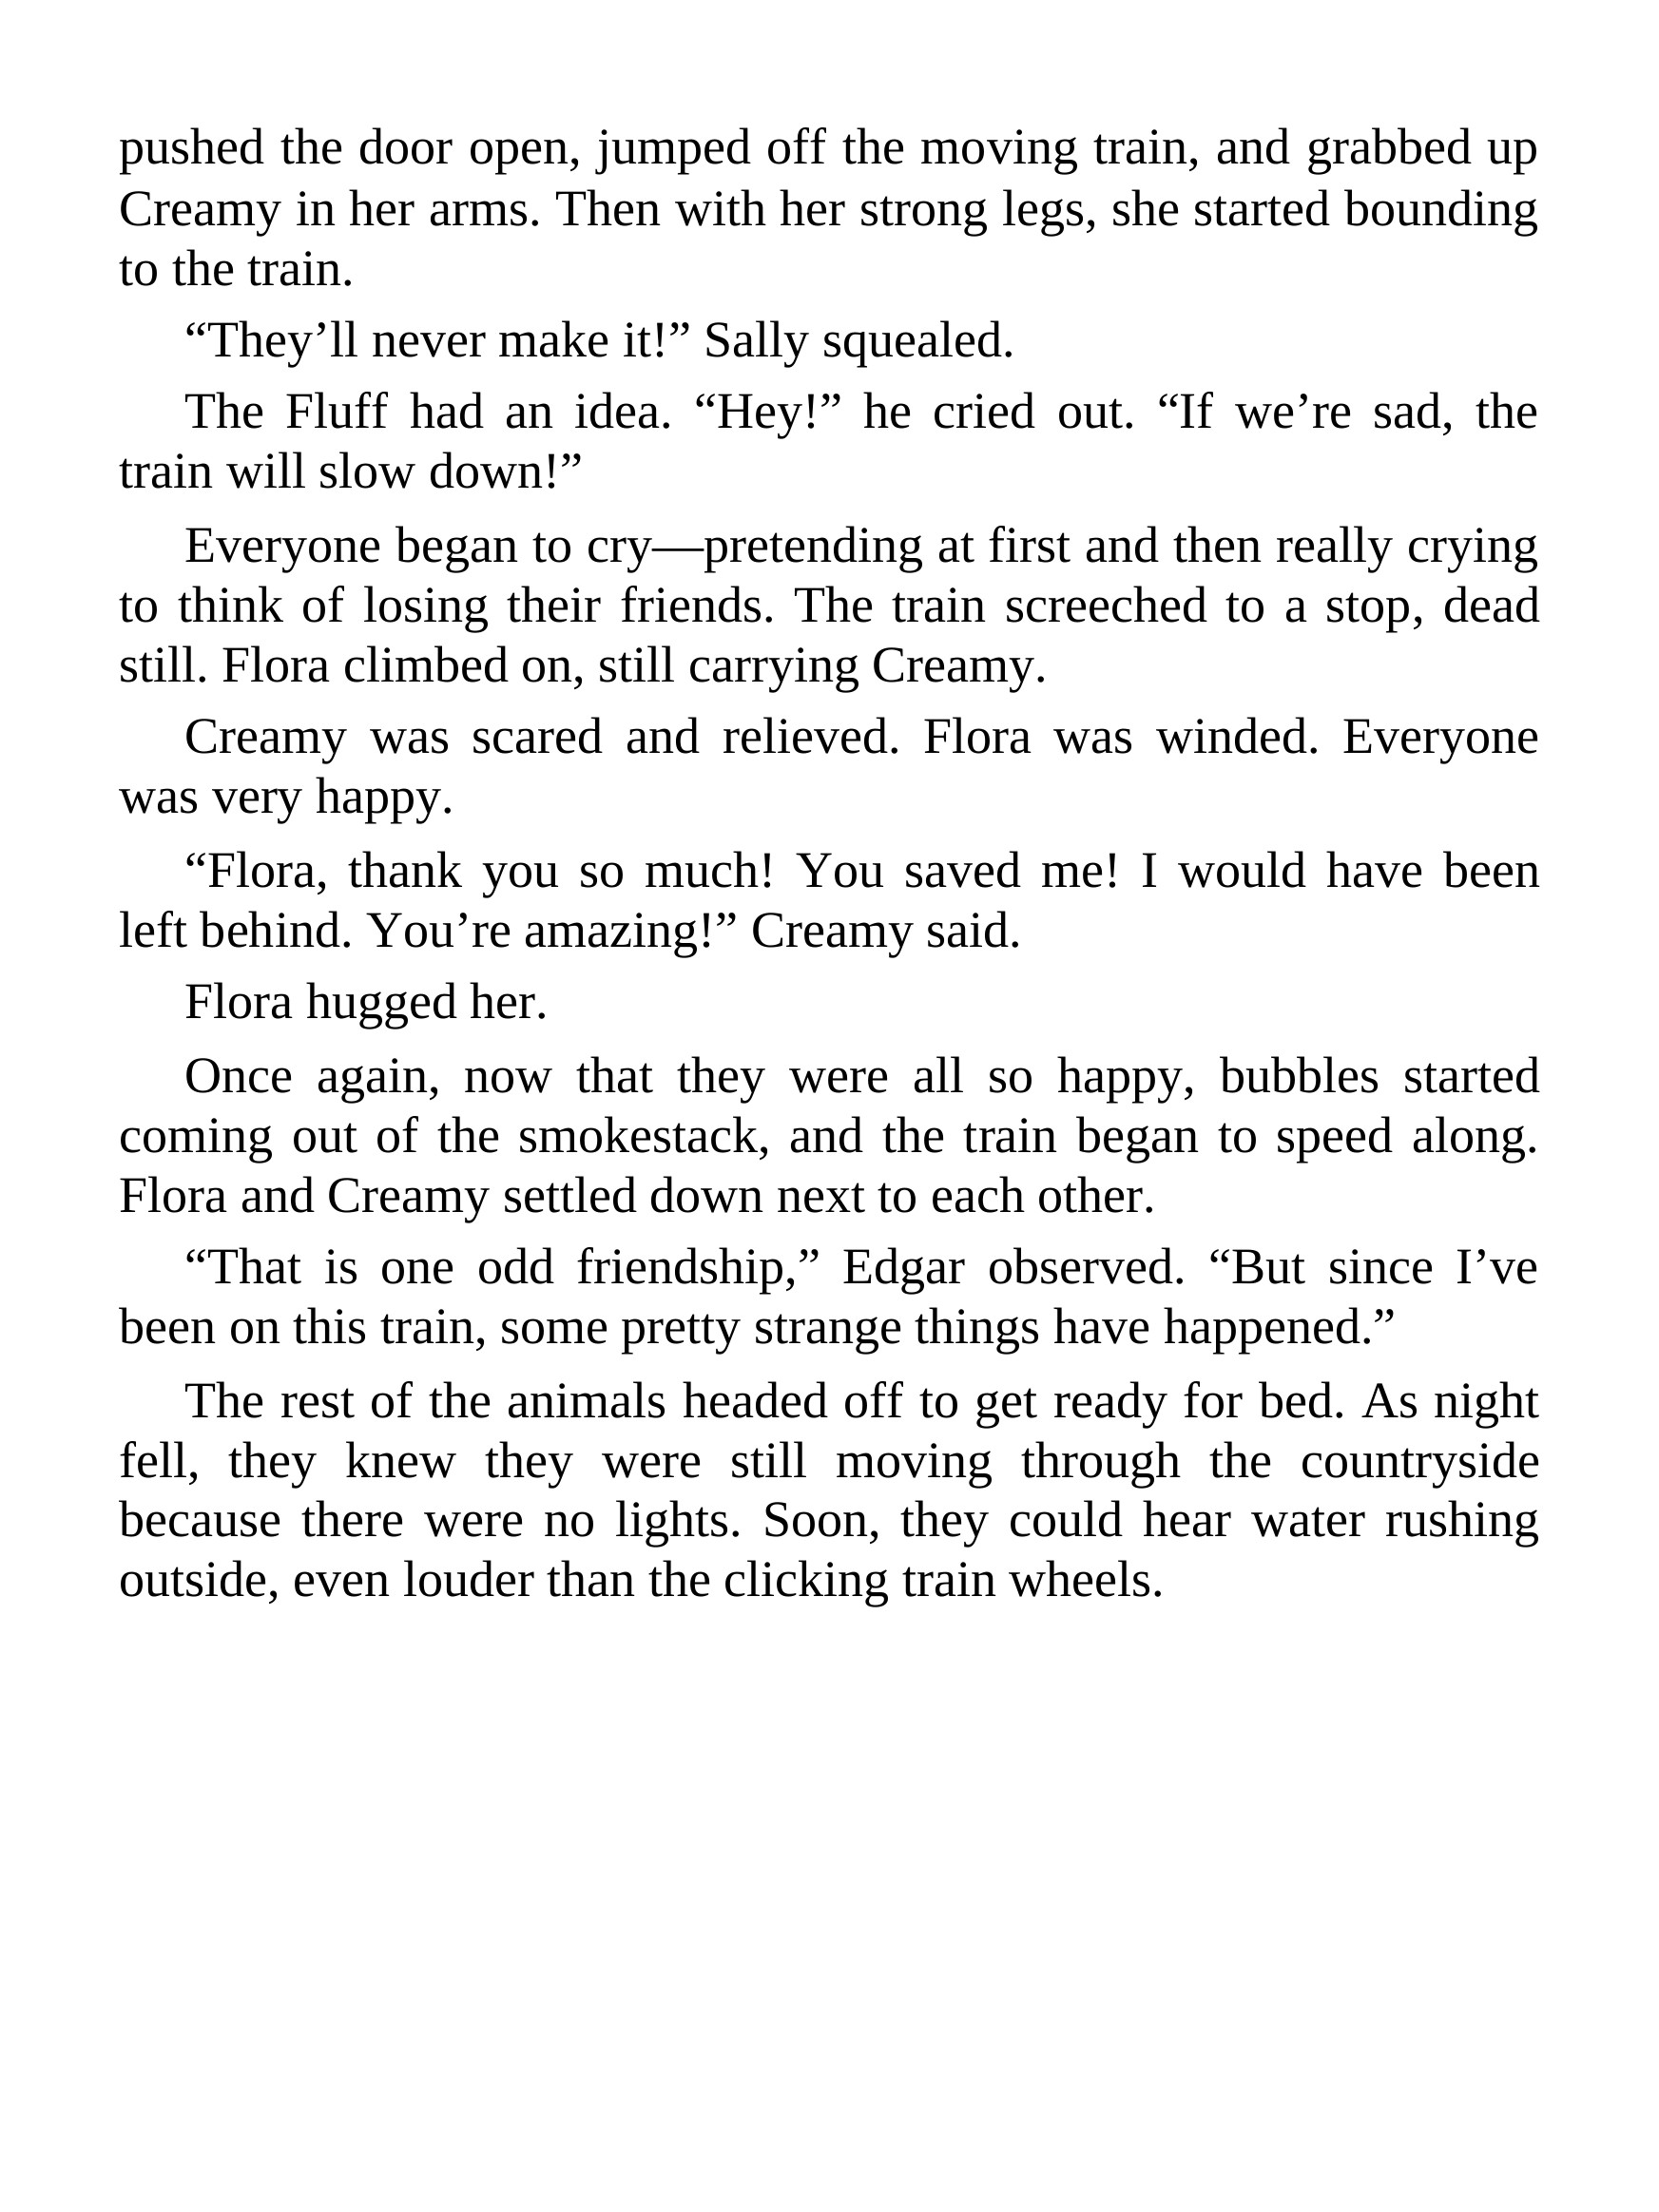 pushed the door open, jumped off the moving train, and grabbed up
Creamy in her arms. Then with her strong legs, she started bounding
to the train.
“They’ll never make it!” Sally squealed.
The Fluff had an idea. “Hey!” he cried out. “If we’re sad, the
train will slow down!”
Everyone began to cry—pretending at first and then really crying
to think of losing their friends. The train screeched to a stop, dead
still. Flora climbed on, still carrying Creamy.
Creamy was scared and relieved. Flora was winded. Everyone
was very happy.
“Flora, thank you so much! You saved me! I would have been
left behind. You’re amazing!” Creamy said.
Flora hugged her.
Once again, now that they were all so happy, bubbles started
coming out of the smokestack, and the train began to speed along.
Flora and Creamy settled down next to each other.
“That is one odd friendship,” Edgar observed. “But since I’ve
been on this train, some pretty strange things have happened.”
The rest of the animals headed off to get ready for bed. As night
fell, they knew they were still moving through the countryside
because there were no lights. Soon, they could hear water rushing
outside, even louder than the clicking train wheels.